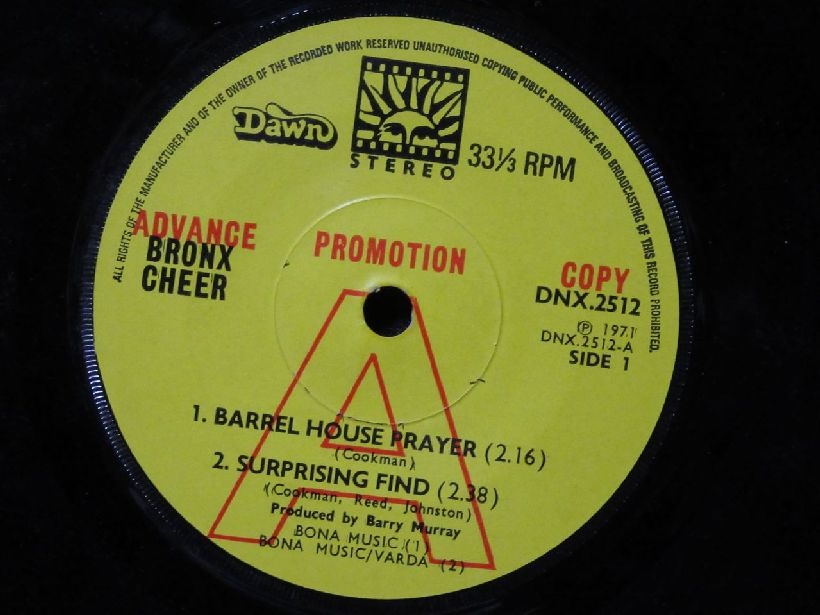 ALL RIGHTS OF THE MANUFACTURER AND OF THE OWNER OF THE RECORDED WORK RESERVED UNAUTHORISED COPYING PUBLIC PERFORMANCE AND BROADCASTING OF THIS RECORD PROHIBITED.
Dawn
STEREO
33⅓ RPM
ADVANCE PROMOTION COPY
BRONX
CHEER
DNX.2512
℗ 1971
DNX.2512-A
SIDE 1
A
1. BARREL HOUSE PRAYER (2.16)
(Cookman)
2. SURPRISING FIND (2.38)
(Cookman, Reed, Johnston)
Produced by Barry Murray
BONA MUSIC (1)
BONA MUSIC/VARDA (2)